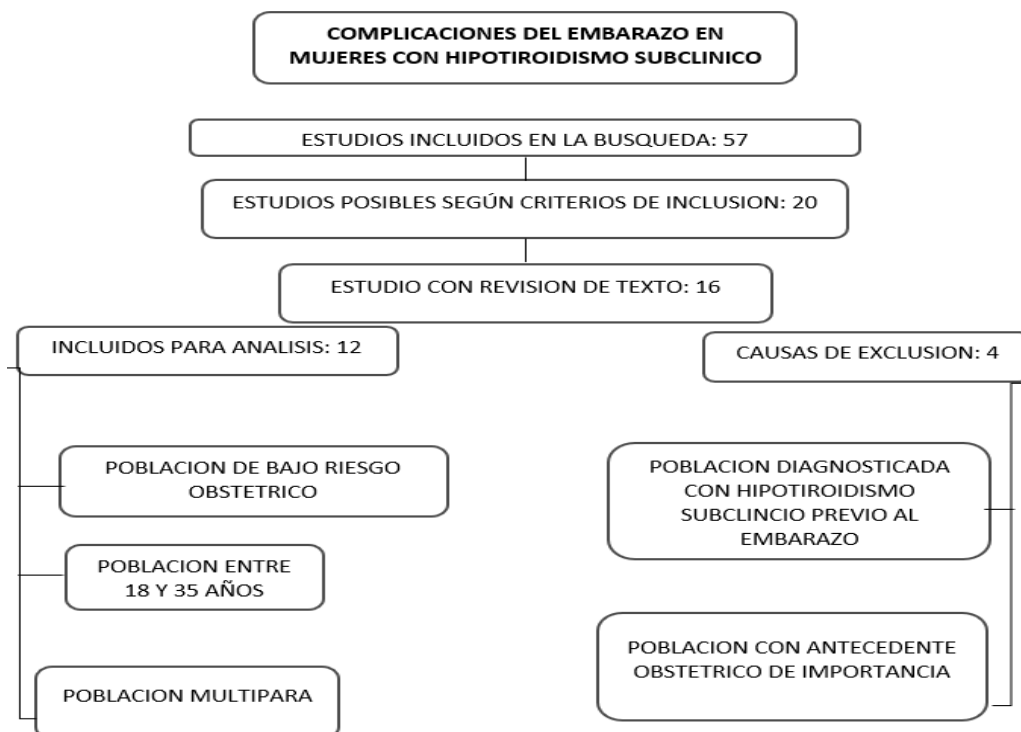 COMPLICACIONES DEL EMBARAZO EN
MUJERES CON HIPOTIROIDISMO SUBCLINICO
ESTUDIOS INCLUIDOS EN LA BUSQUEDA: 57
ESTUDIOS POSIBLES SEGÚN CRITERIOS DE INCLUSION: 20
ESTUDIO CON REVISION DE TEXTO: 16
INCLUIDOS PARA ANALISIS: 12
CAUSAS DE EXCLUSION: 4
POBLACION DE BAJO RIESGO
OBSTETRICO
POBLACION ENTRE
18 Y 35 AÑOS
POBLACION MULTIPARA
POBLACION DIAGNOSTICADA
CON HIPOTIROIDISMO
SUBCLINCIO PREVIO AL
EMBARAZO
POBLACION CON ANTECEDENTE
OBSTETRICO DE IMPORTANCIA